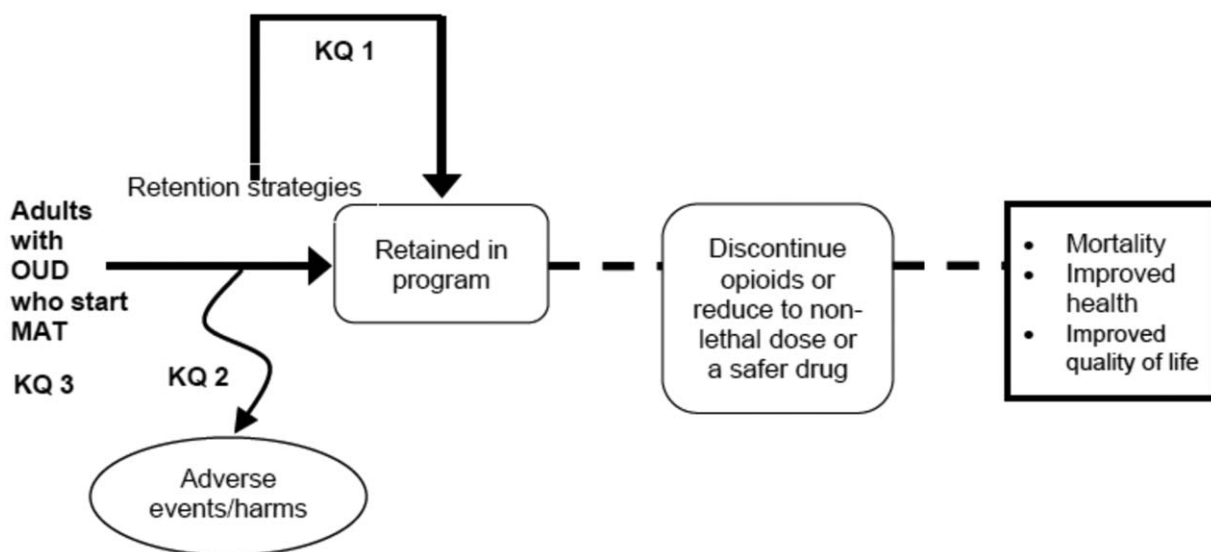 KQ 1
Retention strategies
Adults
with
OUD
who start
MAT
KQ 3
KQ 2
Adverse
events/harms
Retained in
program
Discontinue
opioids or
reduce to non-
lethal dose or
a safer drug
• Mortality
• Improved
health
• Improved
quality of life